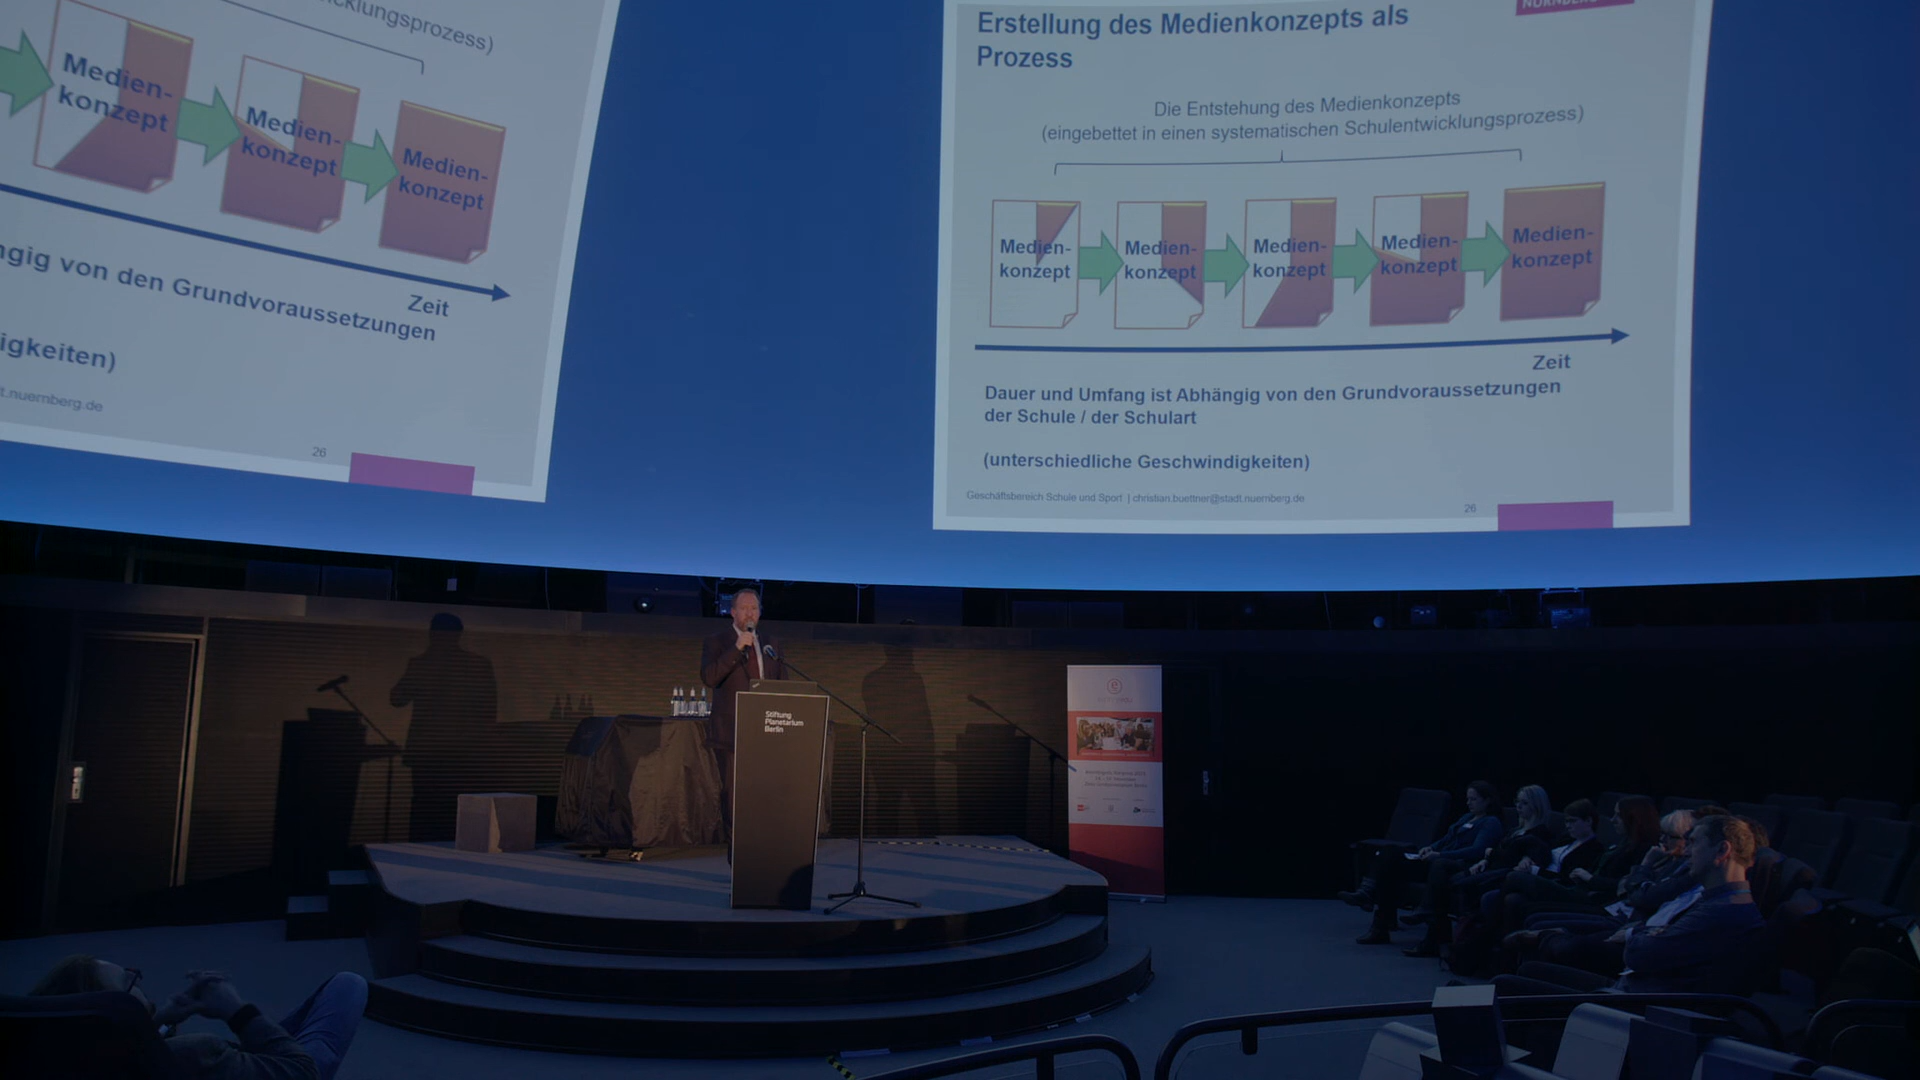 icklungsprozess)
Medien-
konzept
Medien-
konzept
Medien-
konzept
Zeit
ngig von den Grundvoraussetzungen
igkeiten)
t.nuernberg.de
26
NÜRNBERG
Erstellung des Medienkonzepts als
Prozess
Die Entstehung des Medienkonzepts
(eingebettet in einen systematischen Schulentwicklungsprozess)
Medien-
konzept
Medien-
konzept
Medien-
konzept
Medien-
konzept
Medien-
konzept
Zeit
Dauer und Umfang ist Abhängig von den Grundvoraussetzungen
der Schule / der Schulart
(unterschiedliche Geschwindigkeiten)
Geschäftsbereich Schule und Sport | christian.buettner@stadt.nuernberg.de
26
Stiftung
Planetarium
Berlin